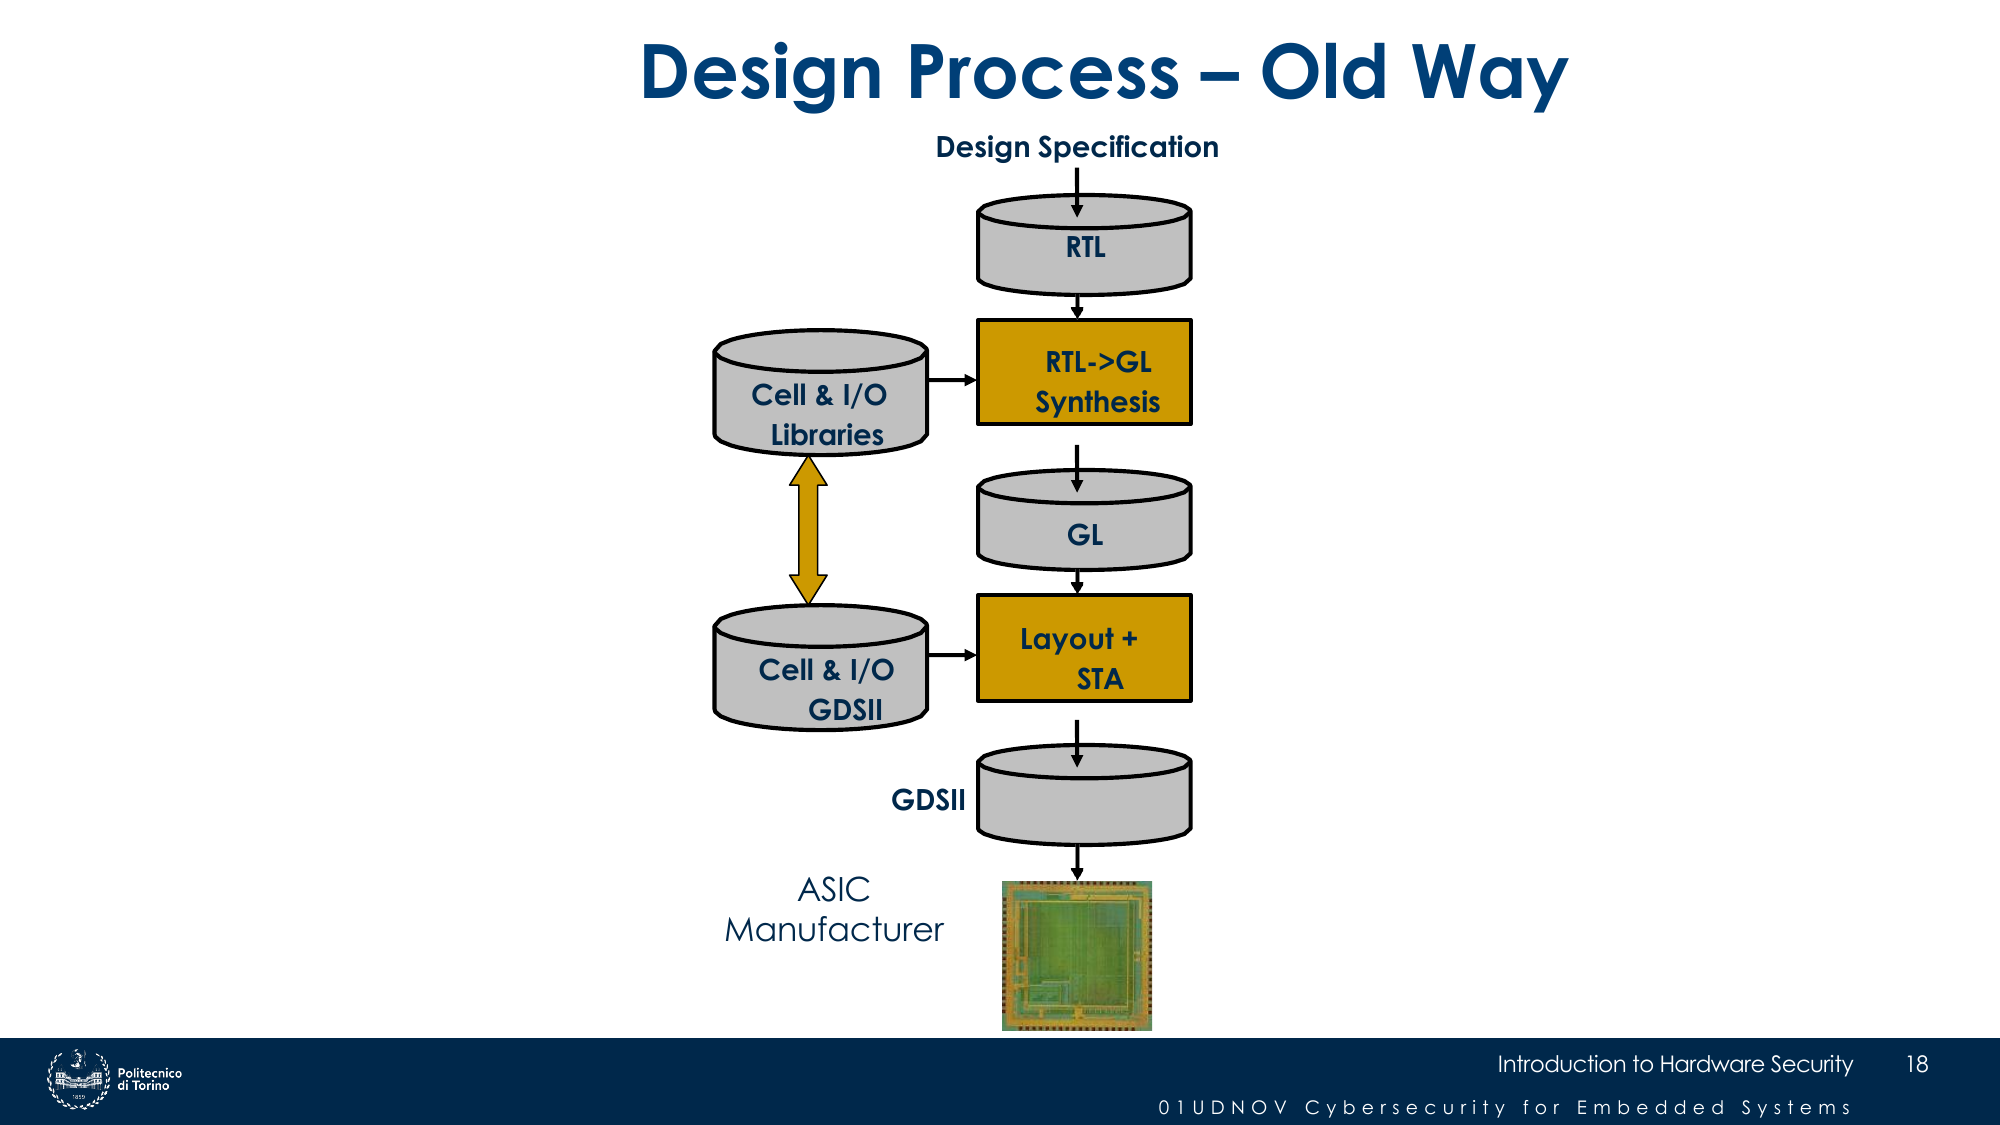 Design Process – Old Way
Design Specification
RTL
RTL->GL
Synthesis
Cell & I/O
Libraries
GL
Layout +
STA
Cell & I/O
GDSII
GDSII
ASIC
Manufacturer
Politecnico
di Torino
1859
Introduction to Hardware Security
18
01UDNOV Cybersecurity for Embedded Systems